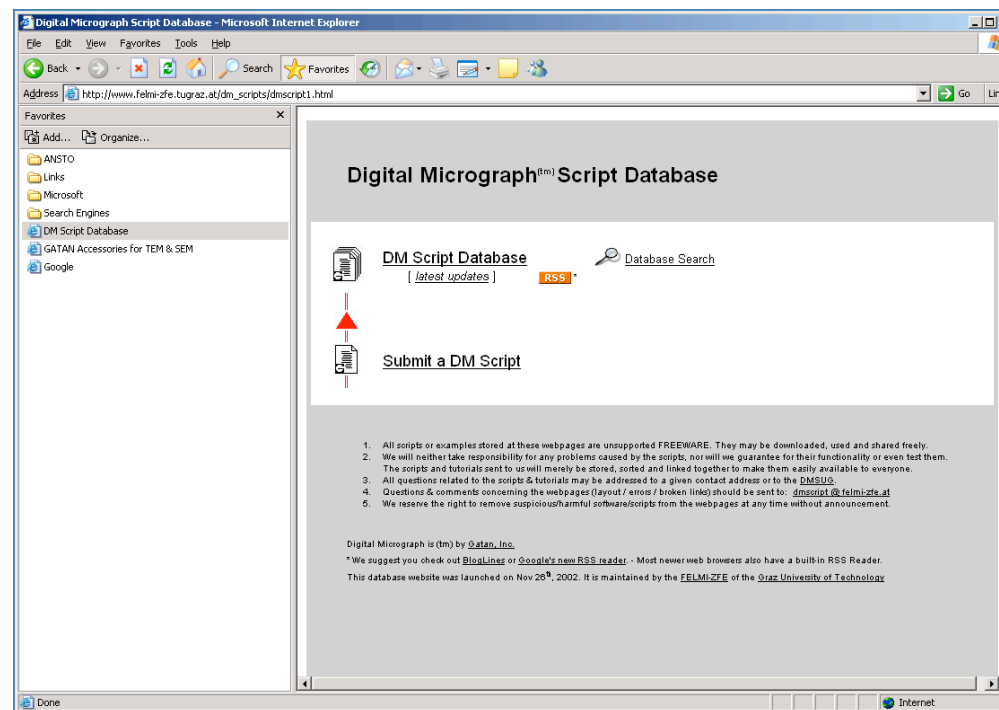 Digital Micrograph Script Database - Microsoft Internet Explorer
File Edit View Favorites Tools Help
Back Search Favorites
Address http://www.felmi-zfe.tugraz.at/dm_scripts/dmscript1.html Go
Favorites
Add... Organize...
ANSTO
Links
Microsoft
Search Engines
DM Script Database
GATAN Accessories for TEM & SEM
Google
Digital Micrograph(tm) Script Database
DM Script Database Database Search
[ latest updates ] RSS *
Submit a DM Script
1. All scripts or examples stored at these webpages are unsupported FREEWARE. They may be downloaded, used and shared freely.
2. We will neither take responsibility for any problems caused by the scripts, nor will we guarantee for their functionality or even test them.
The scripts and tutorials sent to us will merely be stored, sorted and linked together to make them easily available to everyone.
3. All questions related to the scripts & tutorials may be addressed to a given contact address or to the DMSUG.
4. Questions & comments concerning the webpages (layout / errors / broken links) should be sent to: dmscript @ felmi-zfe.at
5. We reserve the right to remove suspicious/harmful software/scripts from the webpages at any time without announcement.
Digital Micrograph is (tm) by Gatan, Inc.
* We suggest you check out BlogLines or Google's new RSS reader. - Most newer web browsers also have a built-in RSS Reader.
This database website was launched on Nov 26th, 2002. It is maintained by the FELMI-ZFE of the Graz University of Technology
Done Internet